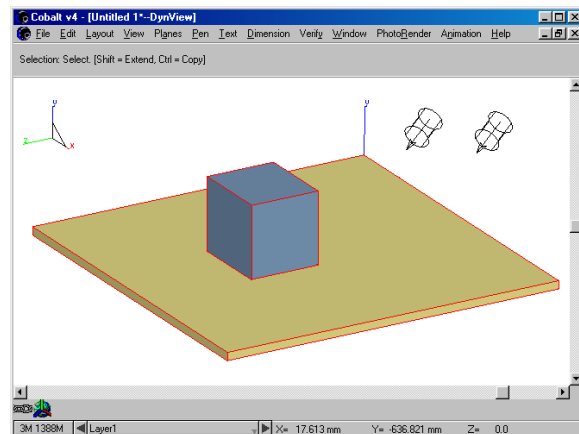 Cobalt v4 - [Untitled 1*--DynView]
File Edit Layout View Planes Pen Text Dimension Verify Window PhotoRender Animation Help
Selection: Select. [Shift = Extend, Ctrl = Copy]
y y
z x
3M 1388M Layer1 X= 17.613 mm Y= -636.821 mm Z= 0.0